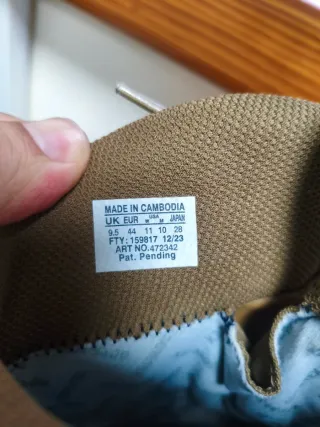 MADE IN CAMBODIA
UK EUR USA JAPAN
9.5 44 11 10 28
FTY: 159817 12/23
ART NO. 472342
Pat. Pending